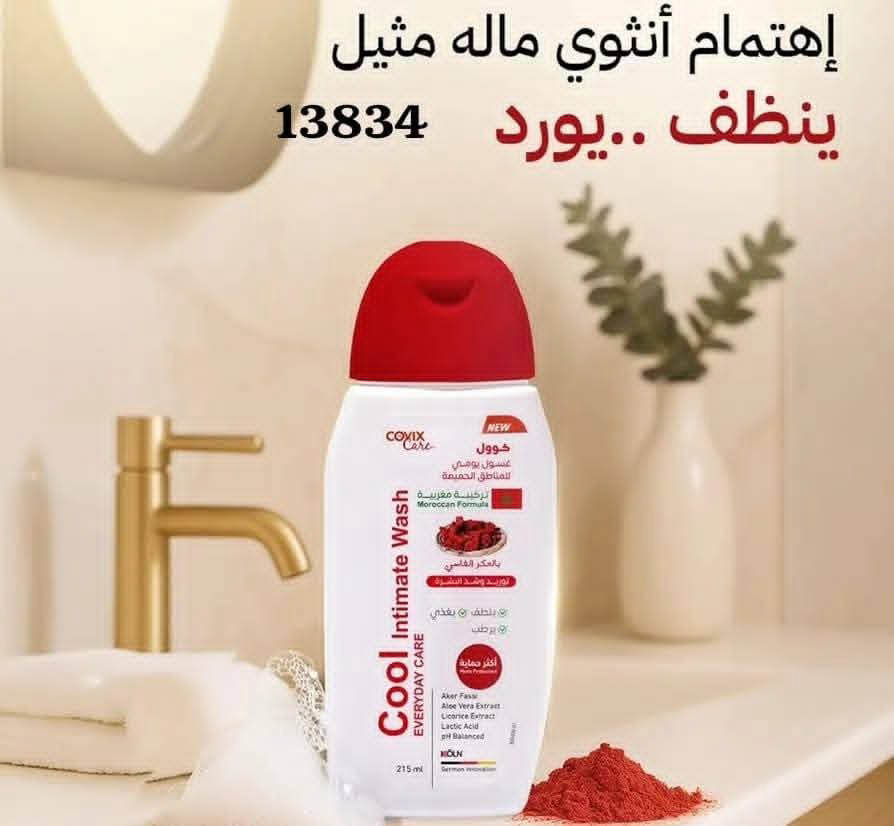 إهتمام أنثوي ماله مثيل
ينظف ..يورد
13834
COVIX
Care
NEW
كوول
غسول يومي
للمناطق الحميمة
تركيبة مغربية
Moroccan Formula
بالعكر الفاسي
توريد وشد البشرة
ينظف
يغذي
يرطب
أكثر حماية
More Protection
Cool Intimate Wash
EVERYDAY CARE
Aker Fassi
Aloe Vera Extract
Licorice Extract
Lactic Acid
pH Balanced
KÖLN
German Innovation
215 ml